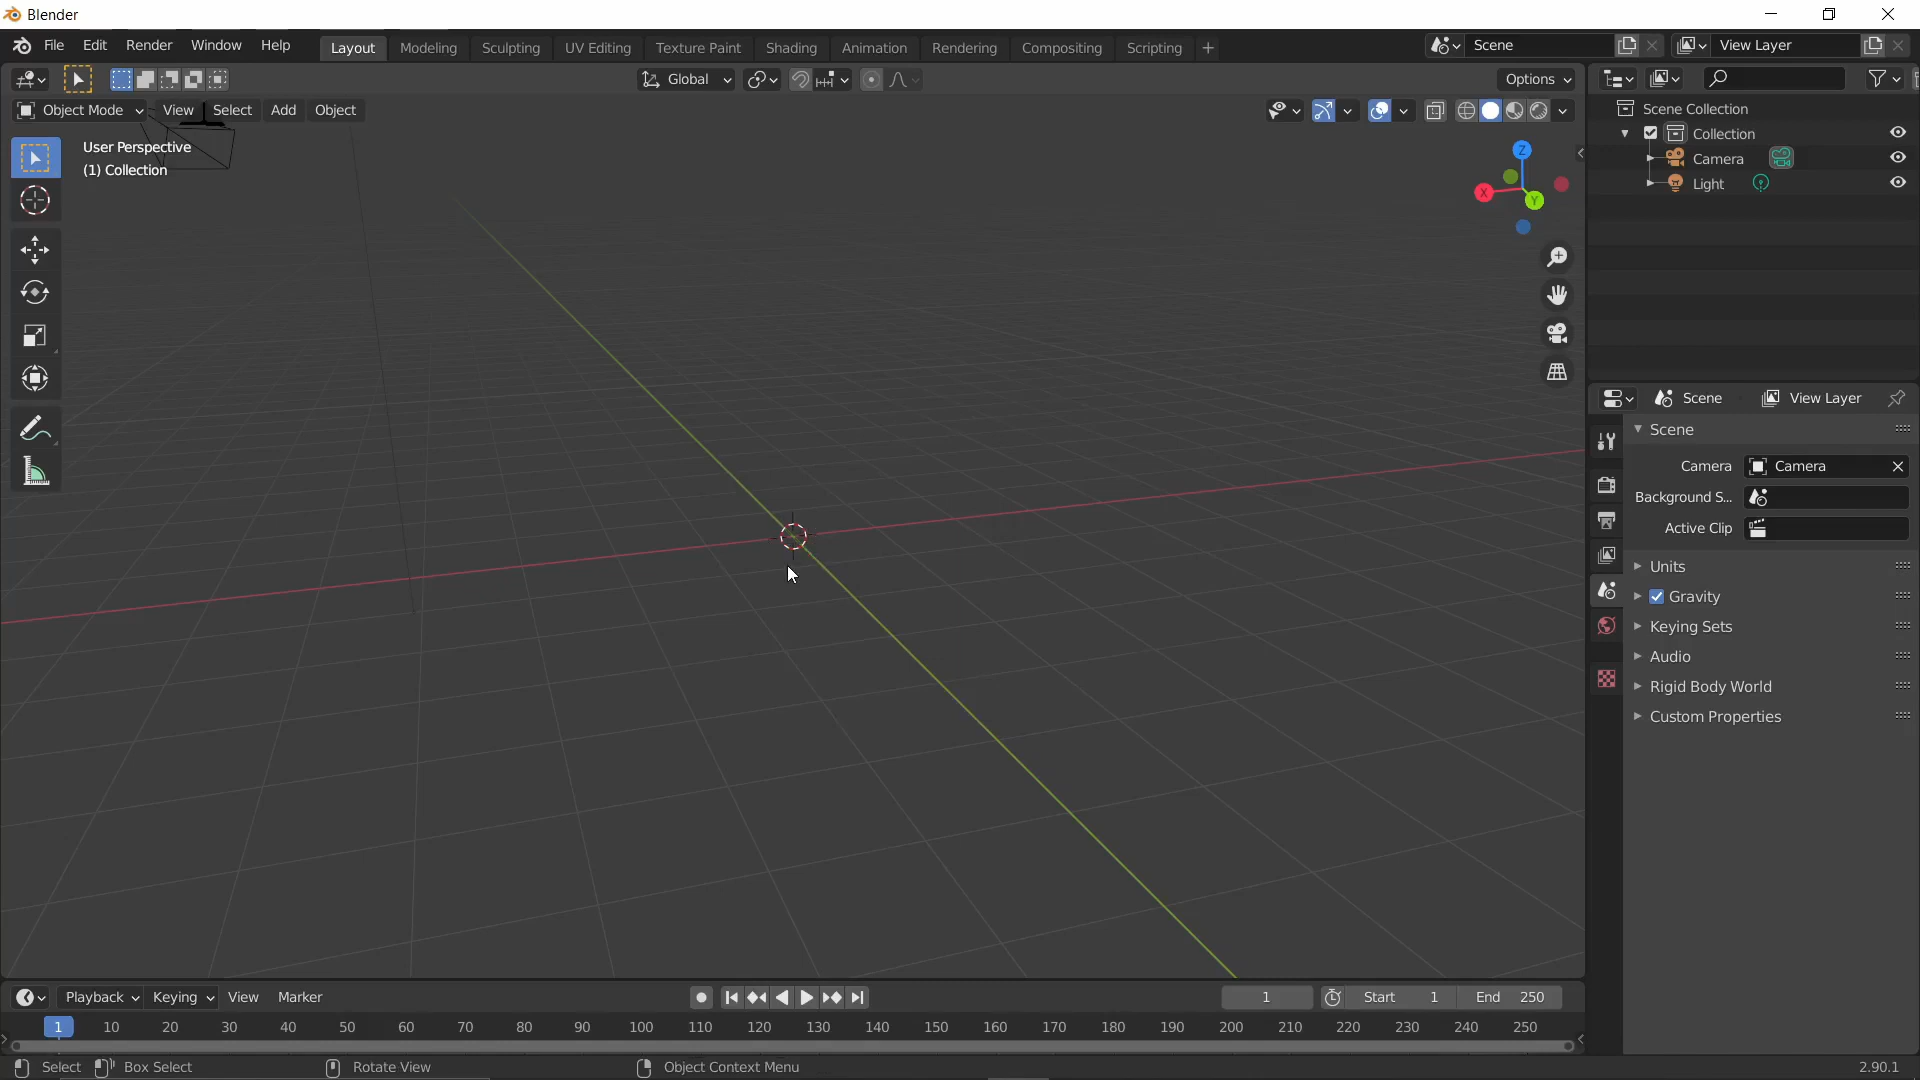 Blender
File Edit Render Window Help Layout Modeling Sculpting UV Editing Texture Paint Shading Animation Rendering Compositing Scripting + Scene View Layer
Global Options
Object Mode View Select Add Object
Scene Collection
Collection
Camera
Light
User Perspective
(1) Collection
Z
X
Y
Scene View Layer
Scene
Camera Camera
Background S...
Active Clip
Units
Gravity
Keying Sets
Audio
Rigid Body World
Custom Properties
Playback Keying View Marker 1 Start 1 End 250
1 10 20 30 40 50 60 70 80 90 100 110 120 130 140 150 160 170 180 190 200 210 220 230 240 250
Select Box Select Rotate View Object Context Menu 2.90.1